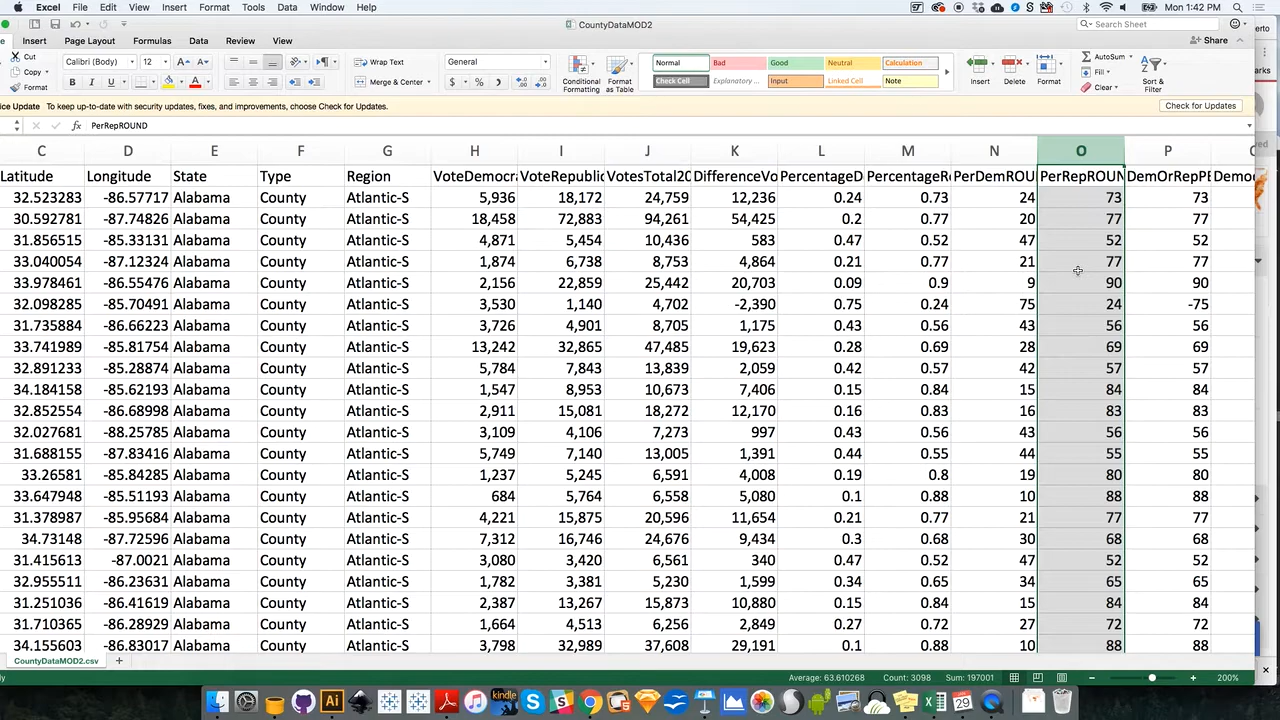 Excel File Edit View Insert Format Tools Data Window Help Mon 1:42 PM
CountyDataMOD2
Search Sheet
Insert Page Layout Formulas Data Review View Share
Cut Calibri (Body) 12 Wrap Text General Normal Bad Good Neutral Calculation AutoSum
Copy Fill
Format Merge & Center Conditional Formatting Format as Table Check Cell Explanatory ... Input Linked Cell Note Insert Delete Format Clear Sort & Filter
ice Update To keep up-to-date with security updates, fixes, and improvements, choose Check for Updates. Check for Updates
fx PerRepROUND
C D E F G H I J K L M N O P
Latitude Longitude State Type Region VoteDemocra VoteRepublic VotesTotal20 DifferenceVo PercentageD PercentageRe PerDemROU PerRepROUN DemOrRepPE Democ
32.523283 -86.57717 Alabama County Atlantic-S 5,936 18,172 24,759 12,236 0.24 0.73 24 73 73
30.592781 -87.74826 Alabama County Atlantic-S 18,458 72,883 94,261 54,425 0.2 0.77 20 77 77
31.856515 -85.33131 Alabama County Atlantic-S 4,871 5,454 10,436 583 0.47 0.52 47 52 52
33.040054 -87.12324 Alabama County Atlantic-S 1,874 6,738 8,753 4,864 0.21 0.77 21 77 77
33.978461 -86.55476 Alabama County Atlantic-S 2,156 22,859 25,442 20,703 0.09 0.9 9 90 90
32.098285 -85.70491 Alabama County Atlantic-S 3,530 1,140 4,702 -2,390 0.75 0.24 75 24 -75
31.735884 -86.66223 Alabama County Atlantic-S 3,726 4,901 8,705 1,175 0.43 0.56 43 56 56
33.741989 -85.81754 Alabama County Atlantic-S 13,242 32,865 47,485 19,623 0.28 0.69 28 69 69
32.891233 -85.28874 Alabama County Atlantic-S 5,784 7,843 13,839 2,059 0.42 0.57 42 57 57
34.184158 -85.62193 Alabama County Atlantic-S 1,547 8,953 10,673 7,406 0.15 0.84 15 84 84
32.852554 -86.68998 Alabama County Atlantic-S 2,911 15,081 18,272 12,170 0.16 0.83 16 83 83
32.027681 -88.25785 Alabama County Atlantic-S 3,109 4,106 7,273 997 0.43 0.56 43 56 56
31.688155 -87.83416 Alabama County Atlantic-S 5,749 7,140 13,005 1,391 0.44 0.55 44 55 55
33.26581 -85.84285 Alabama County Atlantic-S 1,237 5,245 6,591 4,008 0.19 0.8 19 80 80
33.647948 -85.51193 Alabama County Atlantic-S 684 5,764 6,558 5,080 0.1 0.88 10 88 88
31.378987 -85.95684 Alabama County Atlantic-S 4,221 15,875 20,596 11,654 0.21 0.77 21 77 77
34.73148 -87.72596 Alabama County Atlantic-S 7,312 16,746 24,676 9,434 0.3 0.68 30 68 68
31.415613 -87.0021 Alabama County Atlantic-S 3,080 3,420 6,561 340 0.47 0.52 47 52 52
32.955511 -86.23631 Alabama County Atlantic-S 1,782 3,381 5,230 1,599 0.34 0.65 34 65 65
31.251036 -86.41619 Alabama County Atlantic-S 2,387 13,267 15,873 10,880 0.15 0.84 15 84 84
31.710365 -86.28929 Alabama County Atlantic-S 1,664 4,513 6,256 2,849 0.27 0.72 27 72 72
34.155603 -86.83017 Alabama County Atlantic-S 3,798 32,989 37,608 29,191 0.1 0.88 10 88 88
CountyDataMOD2.csv
Average: 63.610268 Count: 3098 Sum: 197001 200%